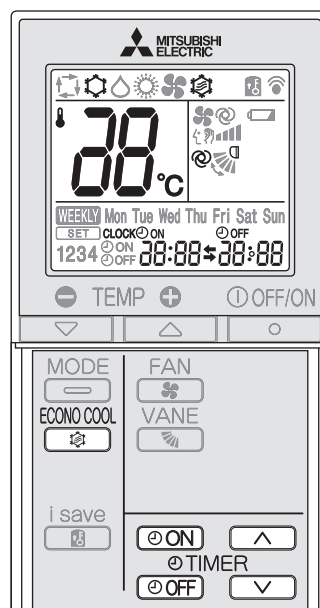 MITSUBISHI
ELECTRIC
88°C
WEEKLY Mon Tue Wed Thu Fri Sat Sun
SET CLOCK ON OFF
1234 ON OFF 88:88 88:88
TEMP OFF/ON
MODE FAN
ECONO COOL VANE
i save
ON
TIMER
OFF